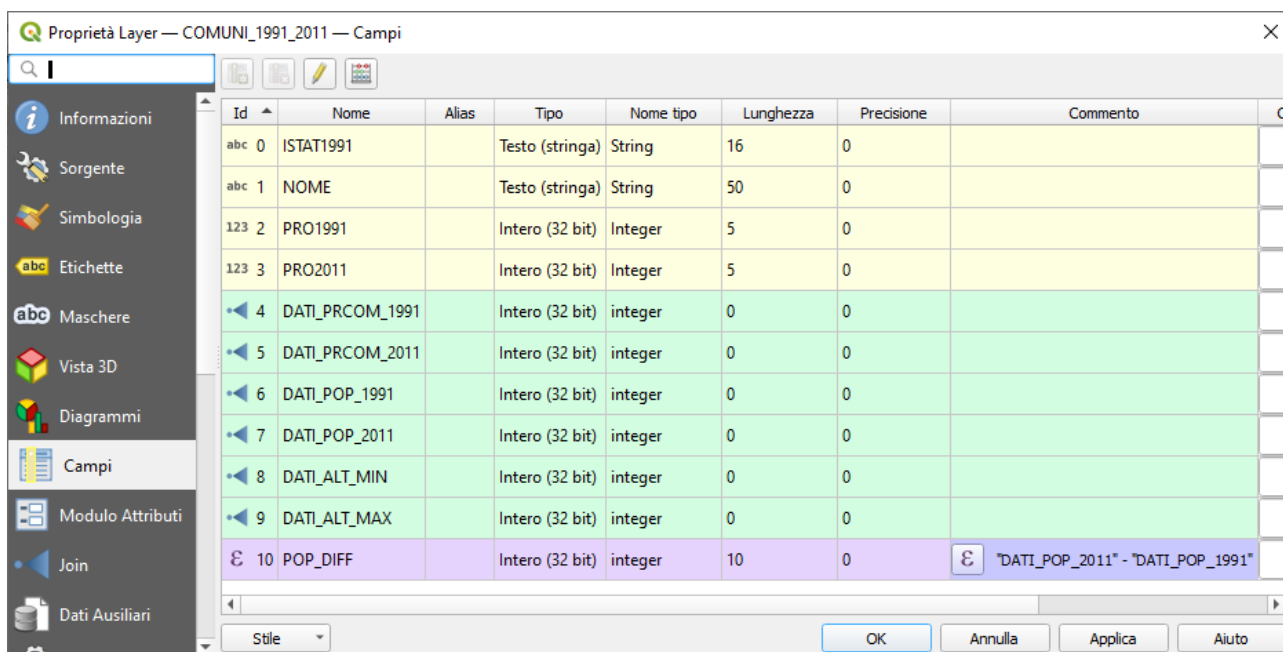 Proprietà Layer — COMUNI_1991_2011 — Campi
Informazioni
Sorgente
Simbologia
abc Etichette
abc Maschere
Vista 3D
Diagrammi
Campi
Modulo Attributi
Join
Dati Ausiliari
Id Nome Alias Tipo Nome tipo Lunghezza Precisione Commento
abc 0 ISTAT1991 Testo (stringa) String 16 0
abc 1 NOME Testo (stringa) String 50 0
123 2 PRO1991 Intero (32 bit) Integer 5 0
123 3 PRO2011 Intero (32 bit) Integer 5 0
4 DATI_PRCOM_1991 Intero (32 bit) integer 0 0
5 DATI_PRCOM_2011 Intero (32 bit) integer 0 0
6 DATI_POP_1991 Intero (32 bit) integer 0 0
7 DATI_POP_2011 Intero (32 bit) integer 0 0
8 DATI_ALT_MIN Intero (32 bit) integer 0 0
9 DATI_ALT_MAX Intero (32 bit) integer 0 0
ε 10 POP_DIFF Intero (32 bit) integer 10 0 ε "DATI_POP_2011" - "DATI_POP_1991"
Stile OK Annulla Applica Aiuto